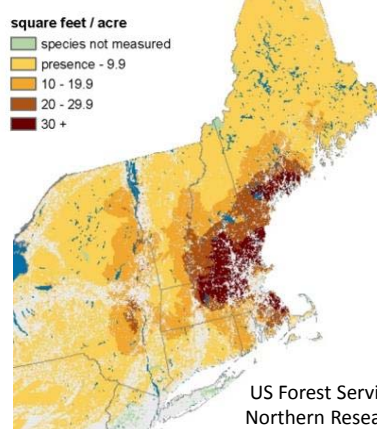 square feet / acre
species not measured
presence - 9.9
10 - 19.9
20 - 29.9
30 +
US Forest Servi
Northern Resea